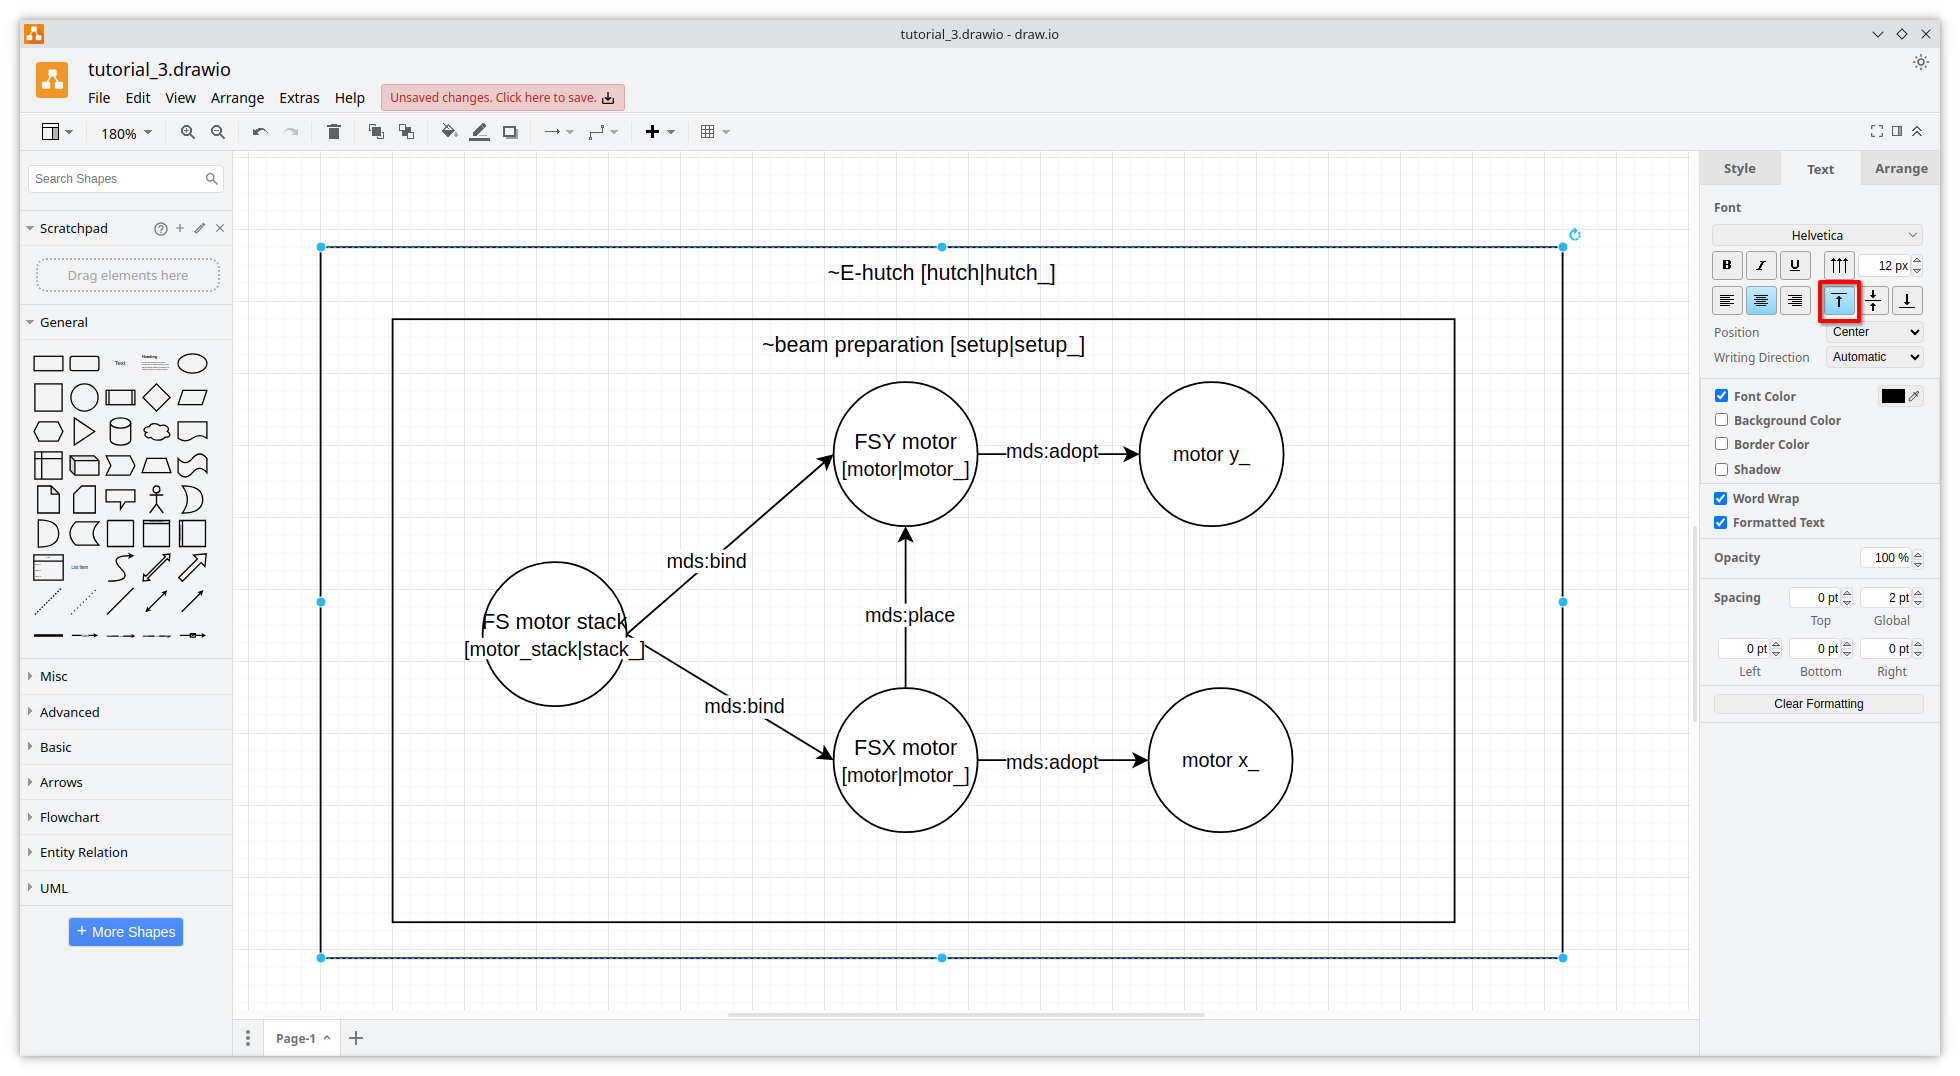 tutorial_3.drawio - draw.io
tutorial_3.drawio
File Edit View Arrange Extras Help Unsaved changes. Click here to save.
180%
Search Shapes
Scratchpad
Drag elements here
General
Text
Heading
List Item
Misc
Advanced
Basic
Arrows
Flowchart
Entity Relation
UML
+ More Shapes
~E-hutch [hutch|hutch_]
~beam preparation [setup|setup_]
FSY motor
[motor|motor_]
mds:adopt
motor y_
mds:bind
mds:place
FS motor stack
[motor_stack|stack_]
mds:bind
FSX motor
[motor|motor_]
mds:adopt
motor x_
Page-1
Style Text Arrange
Font
Helvetica
B I U 12 px
Position Center
Writing Direction Automatic
Font Color
Background Color
Border Color
Shadow
Word Wrap
Formatted Text
Opacity 100 %
Spacing 0 pt 2 pt
Top Global
0 pt 0 pt 0 pt
Left Bottom Right
Clear Formatting